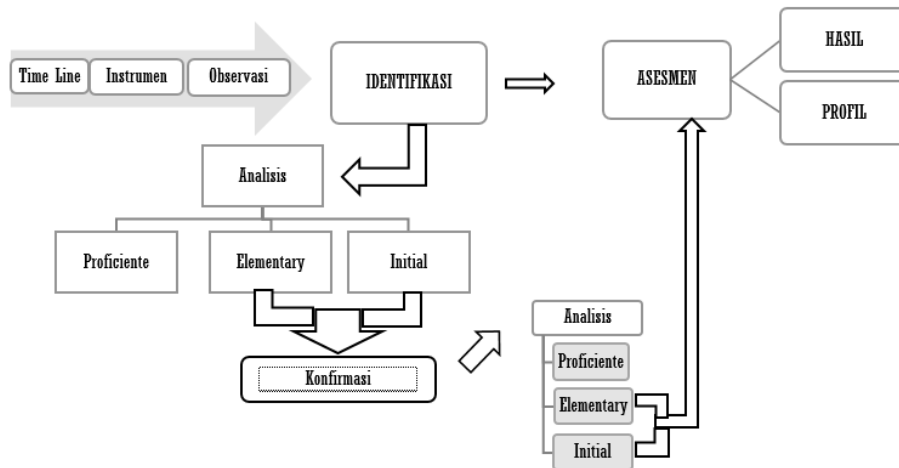 Time Line
Instrumen
Observasi
IDENTIFIKASI
ASESMEN
HASIL
PROFIL
Analisis
Proficiente
Elementary
Initial
Konfirmasi
Analisis
Proficiente
Elementary
Initial